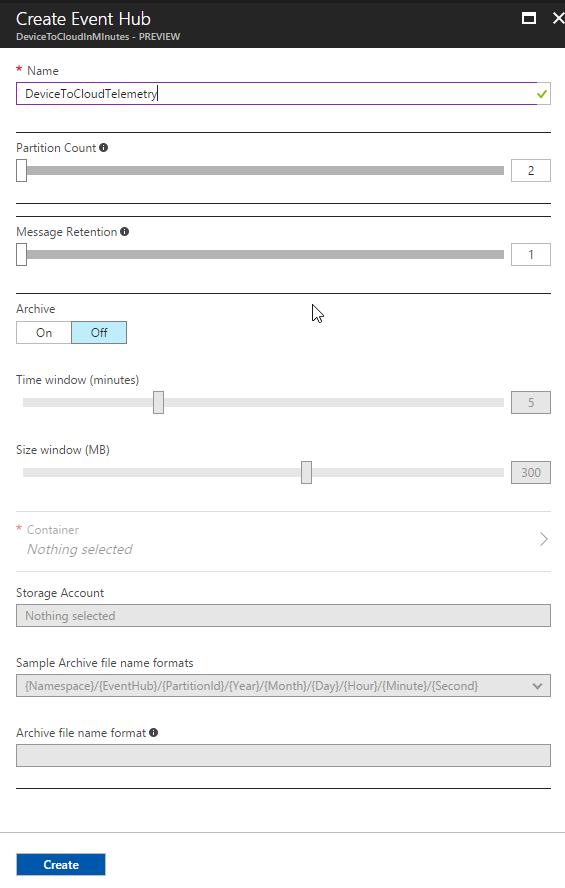 Create Event Hub
DeviceToCloudInMinutes - PREVIEW
* Name
DeviceToCloudTelemetry
Partition Count
2
Message Retention
1
Archive
On Off
Time window (minutes)
5
Size window (MB)
300
* Container
Nothing selected
Storage Account
Nothing selected
Sample Archive file name formats
{Namespace}/{EventHub}/{PartitionId}/{Year}/{Month}/{Day}/{Hour}/{Minute}/{Second}
Archive file name format
Create